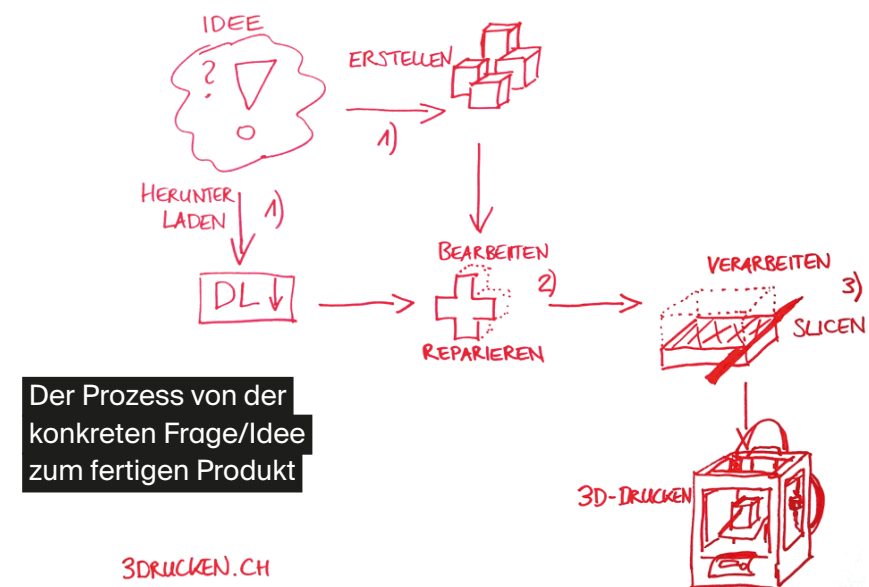 IDEE
?
ERSTELLEN
1)
HERUNTER
LADEN
1)
DL
BEARBEITEN
2)
REPARIEREN
VERARBEITEN
3)
SLICEN
Der Prozess von der
konkreten Frage/Idee
zum fertigen Produkt
3D-DRUCKEN
3DRUCKEN.CH